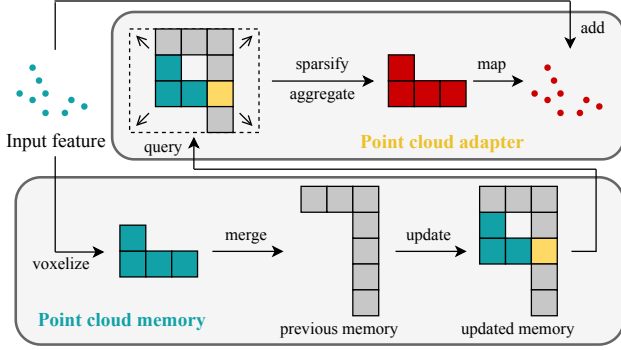 add
sparsify
map
aggregate
Input feature
query
Point cloud adapter
merge
update
voxelize
Point cloud memory
previous memory
updated memory